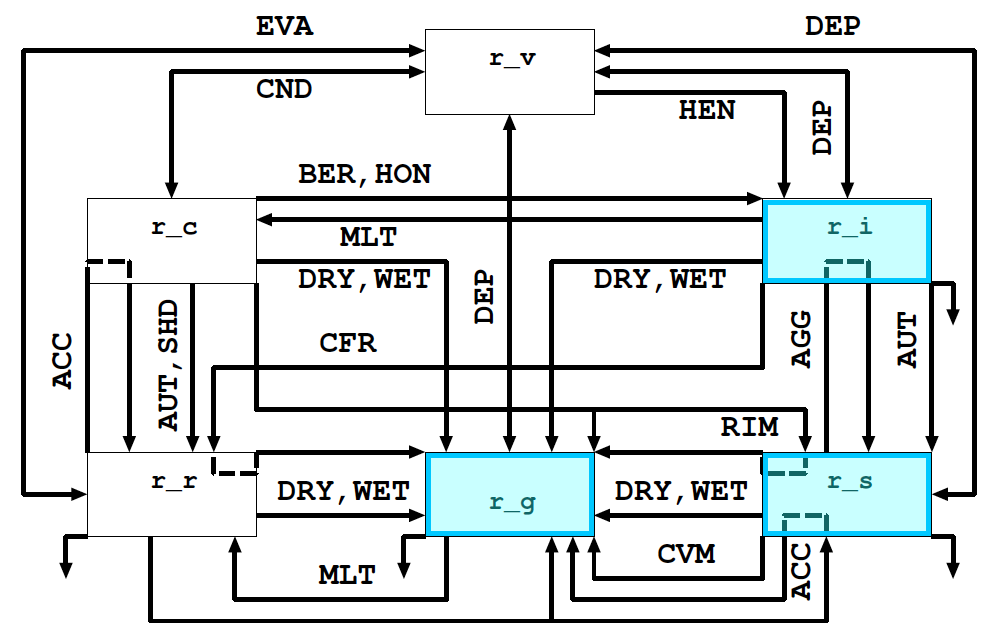 EVA
DEP
r_v
CND
HEN
DEP
BER,HON
r_c
r_i
MLT
DRY,WET
DEP
DRY,WET
ACC
AUT,SHD
CFR
AGG
AUT
RIM
r_r
DRY,WET
r_g
DRY,WET
r_s
MLT
CVM
ACC